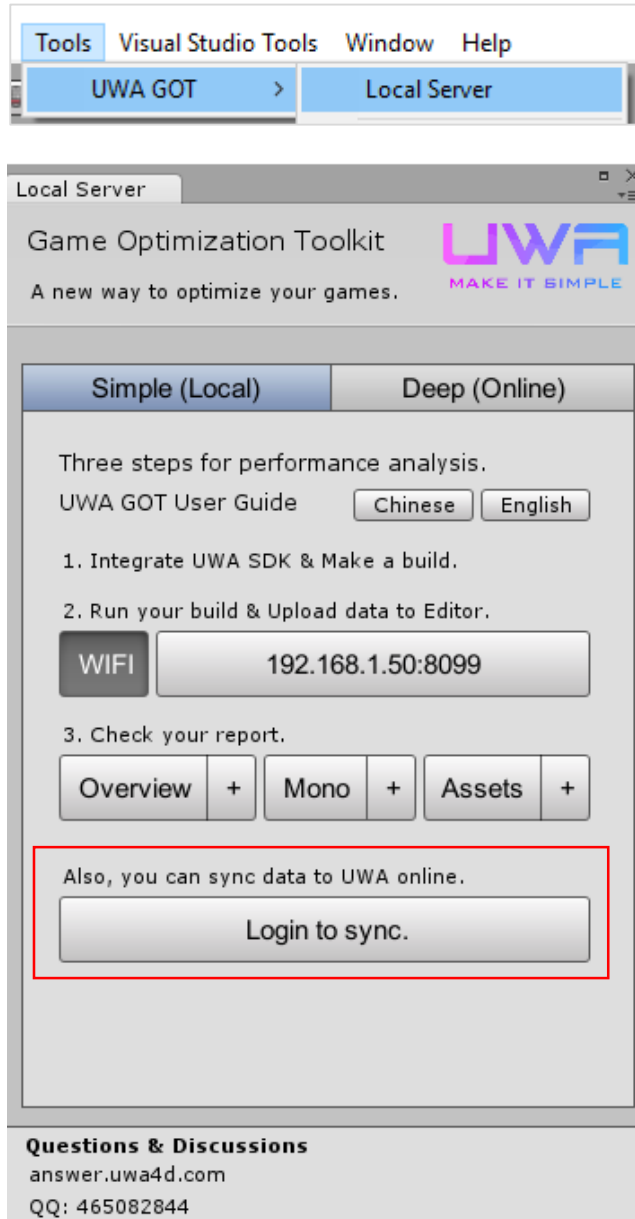 Tools Visual Studio Tools Window Help
UWA GOT > Local Server
Local Server
Game Optimization Toolkit
UWA
A new way to optimize your games.
MAKE IT SIMPLE
Simple (Local) Deep (Online)
Three steps for performance analysis.
UWA GOT User Guide Chinese English
1. Integrate UWA SDK & Make a build.
2. Run your build & Upload data to Editor.
WIFI 192.168.1.50:8099
3. Check your report.
Overview + Mono + Assets +
Also, you can sync data to UWA online.
Login to sync.
Questions & Discussions
answer.uwa4d.com
QQ: 465082844